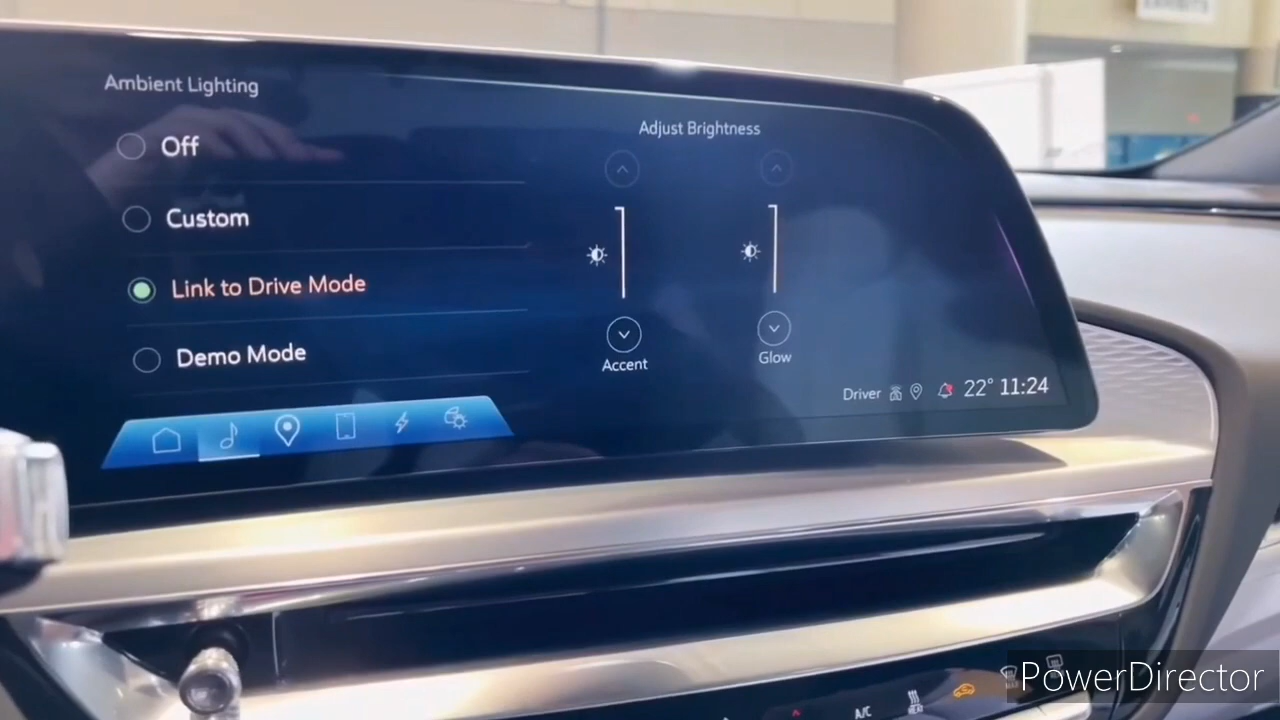 Ambient Lighting
Off
Custom
Link to Drive Mode
Demo Mode
Adjust Brightness
Accent
Glow
Driver 22° 11:24
A/C
PowerDirector